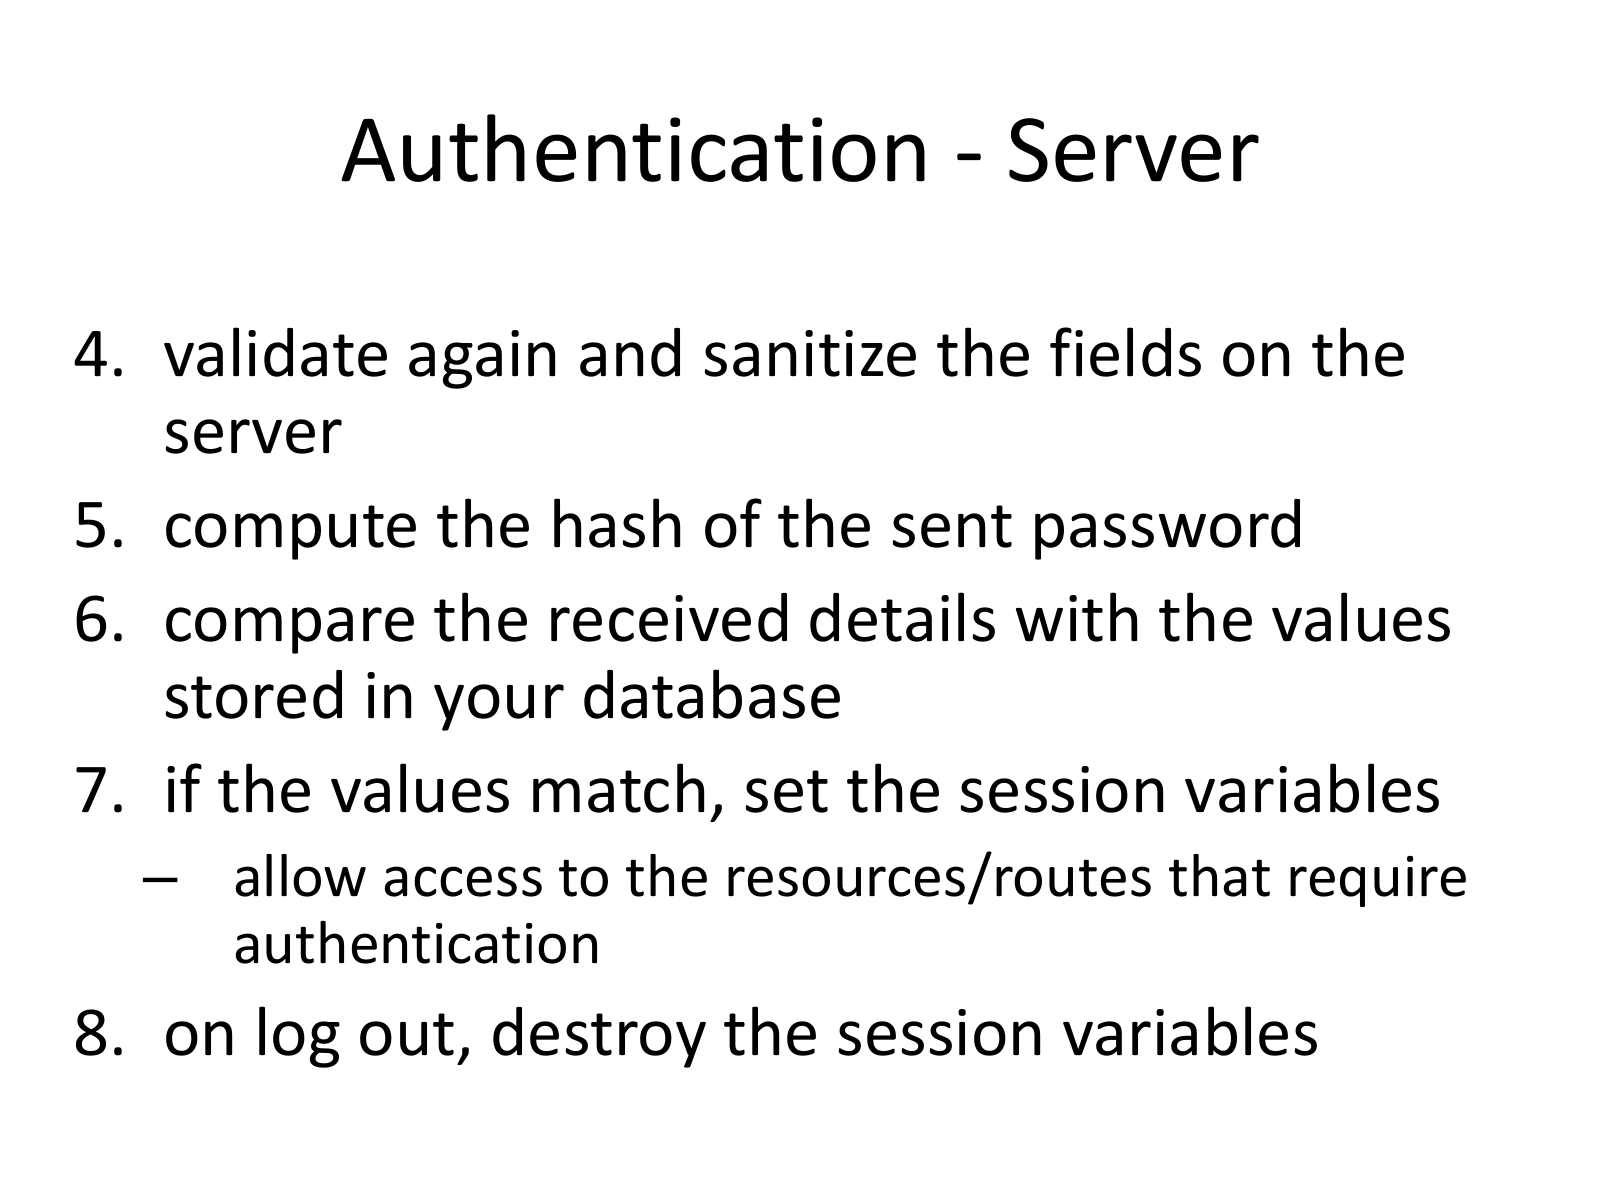 Authentication - Server
4. validate again and sanitize the fields on the
server
5. compute the hash of the sent password
6. compare the received details with the values
stored in your database
7. if the values match, set the session variables
– allow access to the resources/routes that require
authentication
8. on log out, destroy the session variables